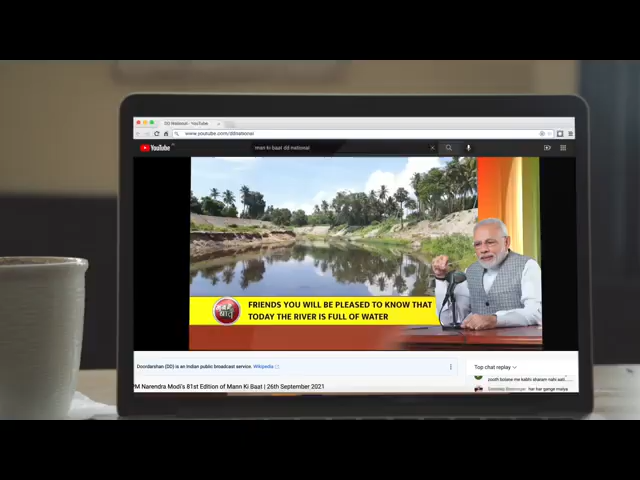 DD National - YouTube
www.youtube.com/ddnational
YouTube
man ki baat dd national
FRIENDS YOU WILL BE PLEASED TO KNOW THAT
TODAY THE RIVER IS FULL OF WATER
मन की बात
Doordarshan (DD) is an Indian public broadcast service. Wikipedia
Top chat replay
PM Narendra Modi's 81st Edition of Mann Ki Baat | 26th September 2021
har har gange maiya